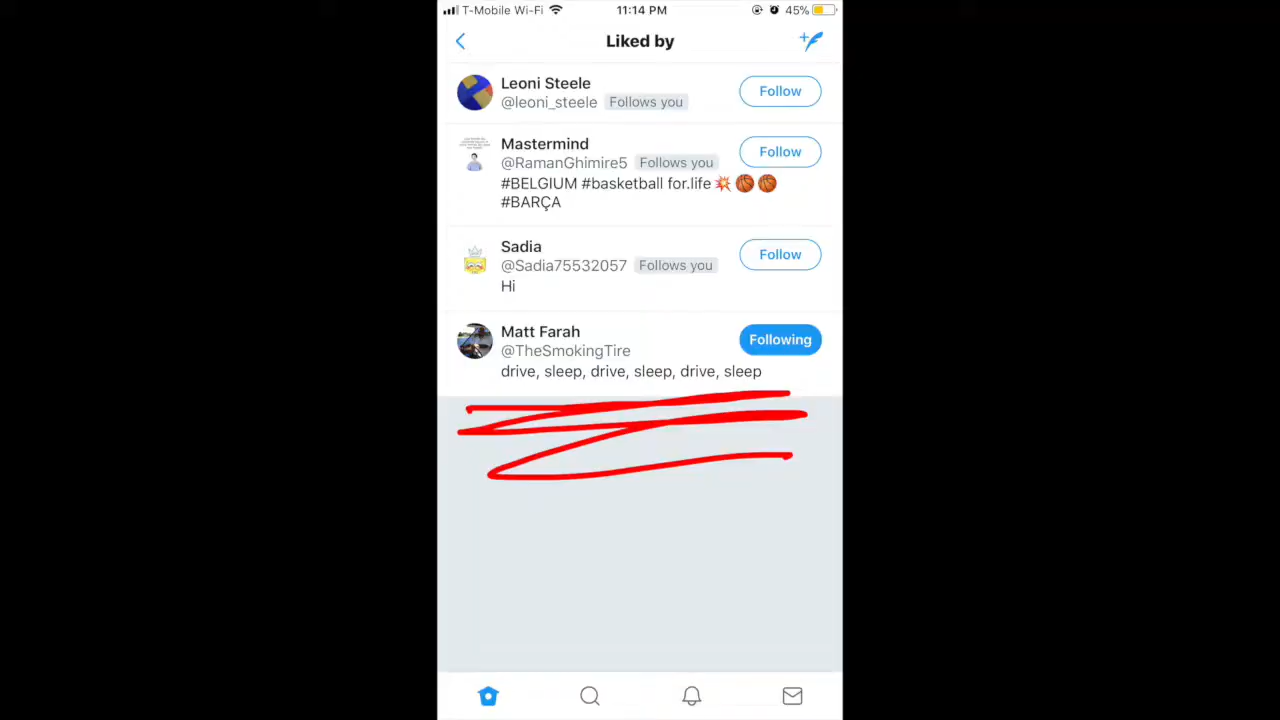 T-Mobile Wi-Fi 11:14 PM 45%
Liked by
Leoni Steele
@leoni_steele Follows you
Follow
Mastermind
@RamanGhimire5 Follows you
Follow
#BELGIUM #basketball for.life💥🏀🏀
#BARÇA
Sadia
@Sadia75532057 Follows you
Follow
Hi
Matt Farah
@TheSmokingTire
Following
drive, sleep, drive, sleep, drive, sleep